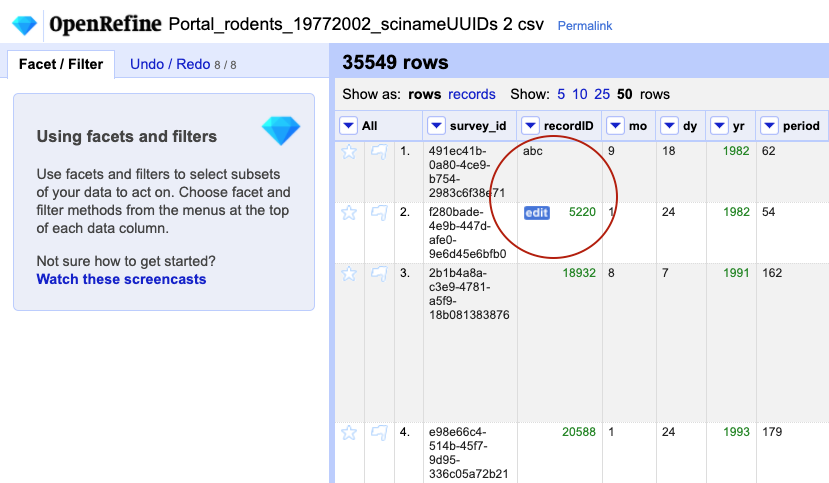 OpenRefine Portal_rodents_19772002_scinameUUIDs 2 csv Permalink
Facet / Filter Undo / Redo 8 / 8
35549 rows
Show as: rows records Show: 5 10 25 50 rows
All survey_id recordID mo dy yr period
Using facets and filters
Use facets and filters to select subsets
of your data to act on. Choose facet and
filter methods from the menus at the top
of each data column.
Not sure how to get started?
Watch these screencasts
1. 491ec41b- abc 9 18 1982 62
0a80-4ce9-
b754-
2983c6f38e71
2. f280bade- edit 5220 1 24 1982 54
4e9b-447d-
afe0-
9e6d45e6bfb0
3. 2b1b4a8a- 18932 8 7 1991 162
c3e9-4781-
a5f9-
18b081383876
4. e98e66c4- 20588 1 24 1993 179
514b-45f7-
9d95-
336c05a72b21